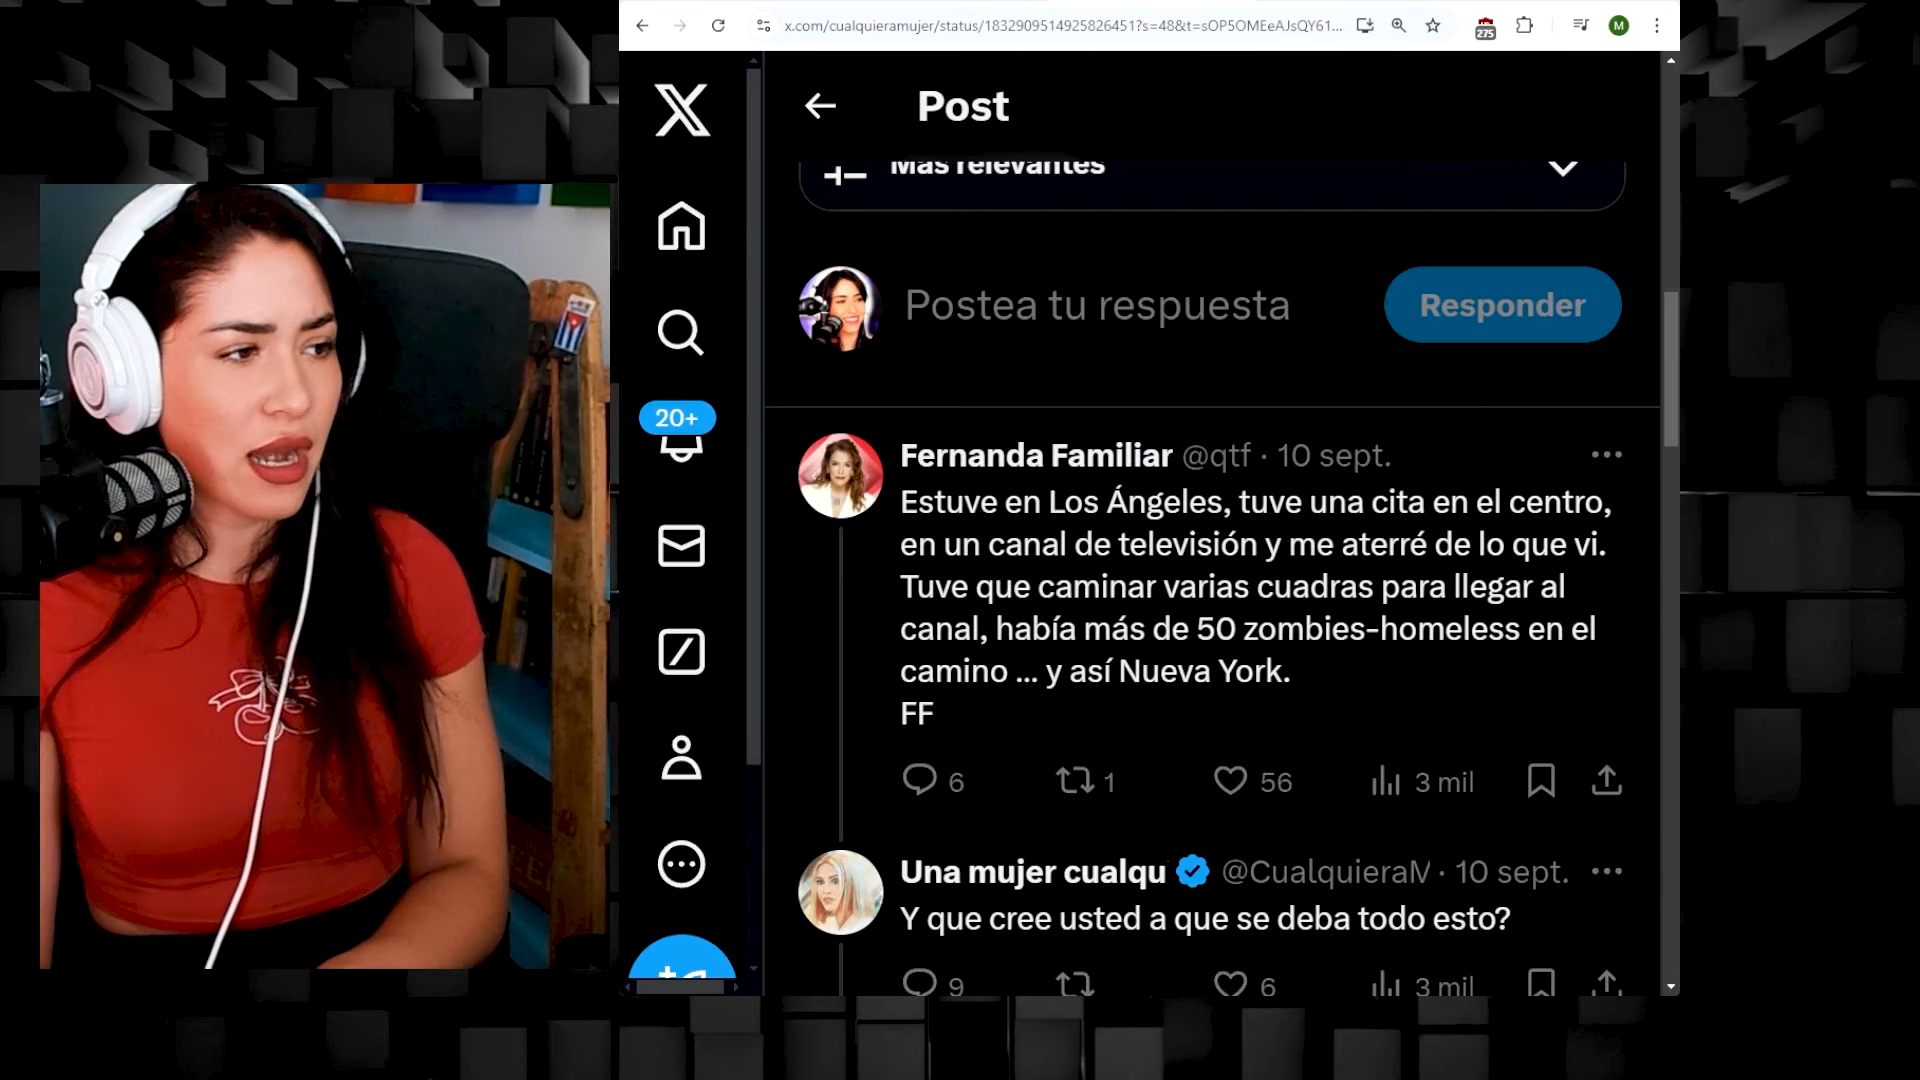 x.com/cualquieramujer/status/1832909514925826451?s=48&t=sOP5OMEeAJsQY61...
275
M
Post
Más relevantes
Postea tu respuesta
Responder
20+
Fernanda Familiar @qtf · 10 sept.
Estuve en Los Ángeles, tuve una cita en el centro,
en un canal de televisión y me aterré de lo que vi.
Tuve que caminar varias cuadras para llegar al
canal, había más de 50 zombies-homeless en el
camino ... y así Nueva York.
FF
6 1 56 3 mil
Una mujer cualqu @CualquieraM · 10 sept.
Y que cree usted a que se deba todo esto?
9 6 3 mil